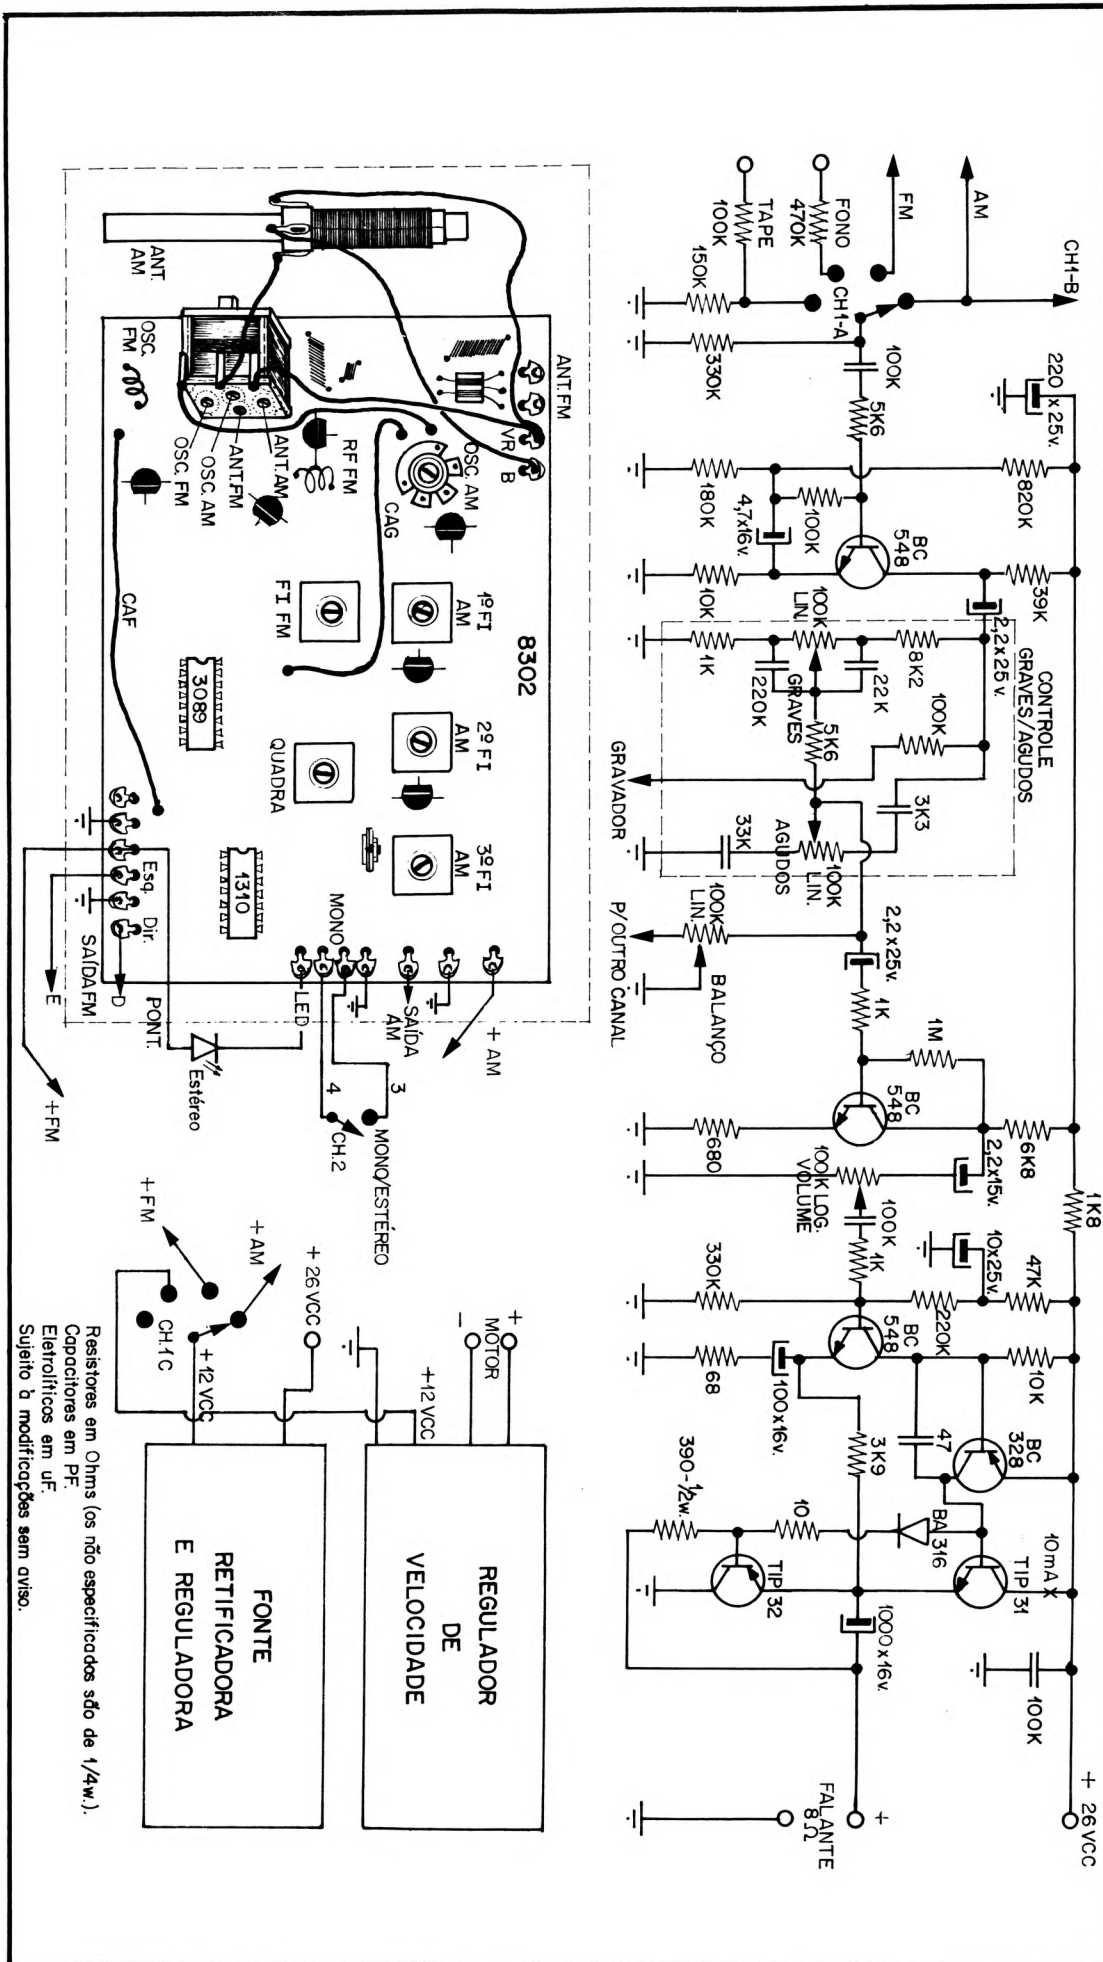 CH1-B
AM
FM
FONO
470K
TAPE
100K
150K
CH1-A
330K
100K
5K6
220 x 25v.
820K
180K
100K
4,7x16v.
BC
548
39K
10K
2,2x25v.
CONTROLE
GRAVES/AGUDOS
8K2
100K
LIN.
1K
22K
220K
GRAVES
5K6
100K
GRAVADOR
3K3
100K
LIN.
AGUDOS
33K
100K
LIN.
BALANÇO
P/OUTRO CANAL
2,2x25v.
1K
1M
BC
548
680
6K8
2,2x15v.
100K LOG.
VOLUME
100K
1K
1K8
10x25v.
47K
220K
330K
BC
548
10K
68
100x16v.
3K9
47
BC
328
390-½w.
10
BA316
TIP 31
TIP 32
10mA X
1000x16v.
100K
+ 26 VCC
+
FALANTE
8Ω
ANT.
AM
OSC.
FM
ANT.FM
VR
B
OSC. FM
OSC. AM
ANT.FM
ANT.AM
RF FM
OSC. AM
CAG
CAF
FI FM
1º FI
AM
8302
3089
QUADRA
2º FI
AM
3º FI
AM
1310
MONO
LED
SAÍDA
AM
+ AM
Esq.
Dir.
SAÍDA FM
E
D
PONT.
Estéreo
+FM
3
4
CH.2
MONO/ESTÉREO
+FM
+AM
+ 26 VCC
CH.1C
+ 12 VCC
+12 VCC
+
MOTOR
-
REGULADOR
DE
VELOCIDADE
FONTE
RETIFICADORA
E REGULADORA
Resistores em Ohms (os não especificados são de 1/4w.).
Capacitores em PF.
Eletrolíticos em uF.
Sujeito à modificações sem aviso.